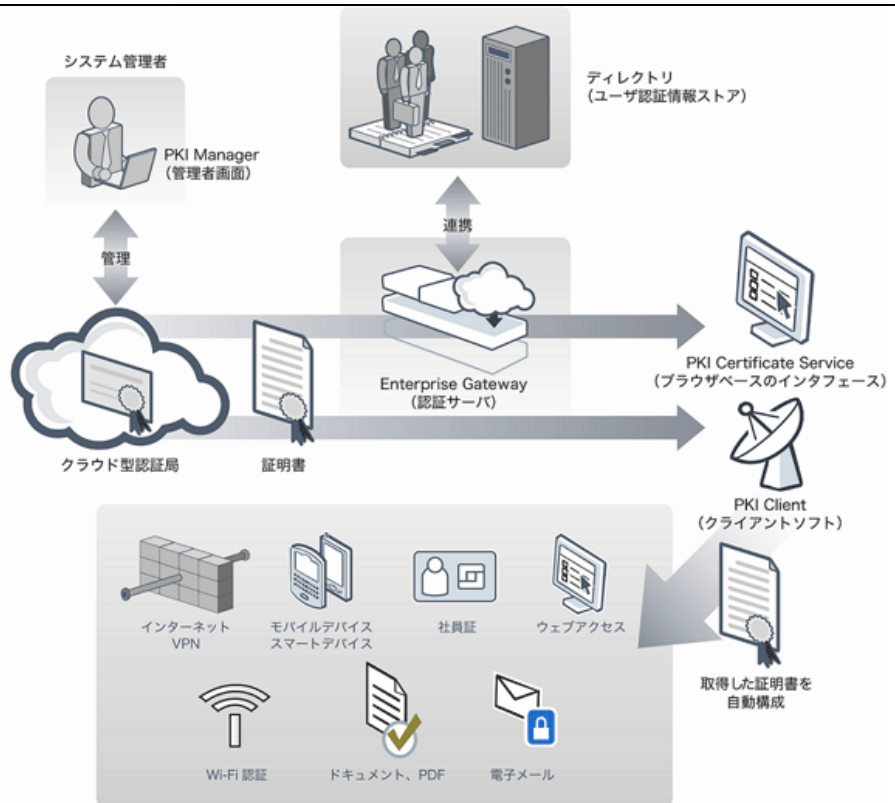 システム管理者
PKI Manager
（管理者画面）
ディレクトリ
（ユーザ認証情報ストア）
管理
連携
Enterprise Gateway
（認証サーバ）
PKI Certificate Service
（ブラウザベースのインタフェース）
クラウド型認証局
証明書
PKI Client
（クライアントソフト）
インターネット
VPN
モバイルデバイス
スマートデバイス
社員証
ウェブアクセス
取得した証明書を
自動構成
Wi-Fi 認証
ドキュメント、PDF
電子メール